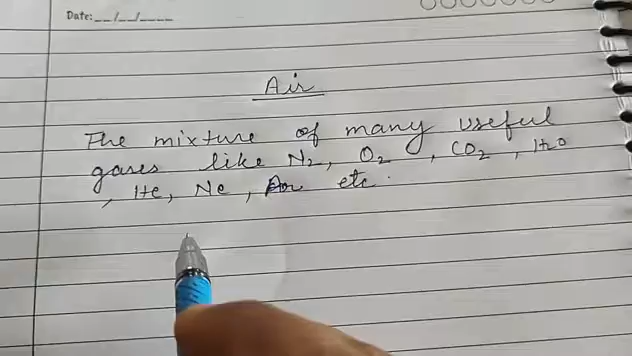 Date: __/__/__
Air
The mixture of many useful
gases like N₂, O₂, CO₂, H₂O
, He, Ne, Ar etc.